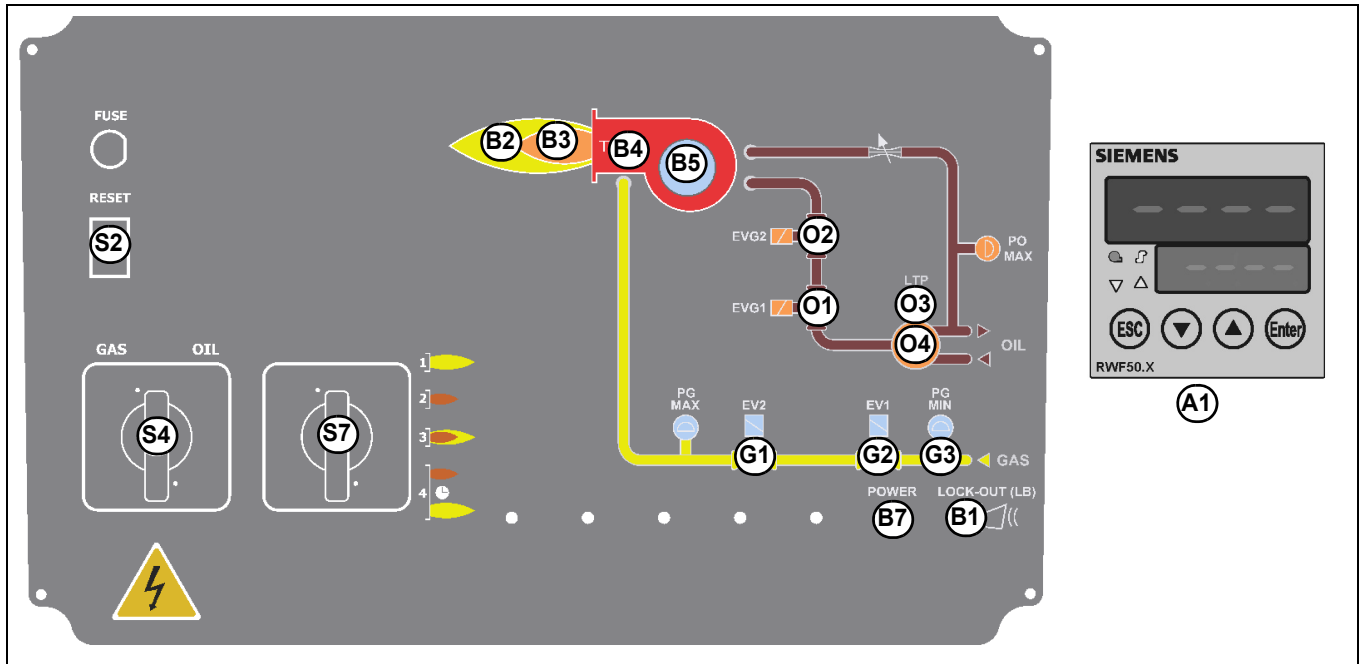 FUSE
RESET
S2
B2
B3
T
B4
B5
EVG2
O2
PO
MAX
LTP
O3
EVG1
O1
O4
OIL
GAS
OIL
S4
S7
1
2
3
4
PG
MAX
EV2
EV1
PG
MIN
G1
G2
G3
GAS
POWER
LOCK-OUT (LB)
B7
B1
SIEMENS
ESC
Enter
RWF50.X
A1